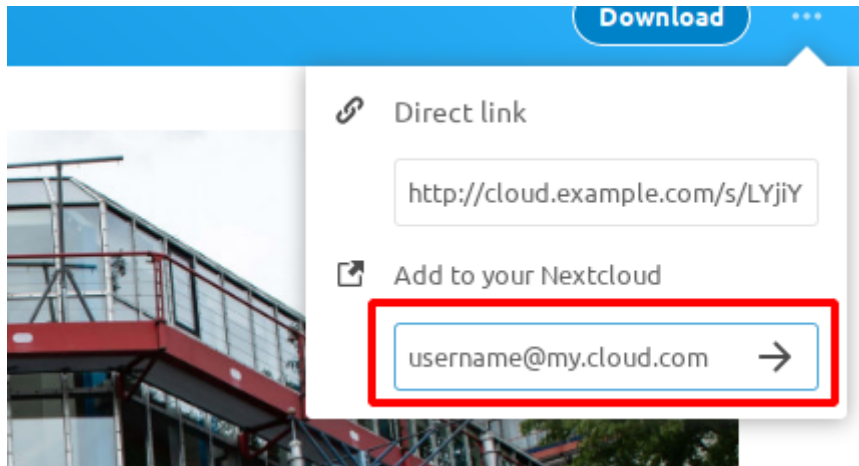 Download
Direct link
http://cloud.example.com/s/LYjiY
Add to your Nextcloud
username@my.cloud.com